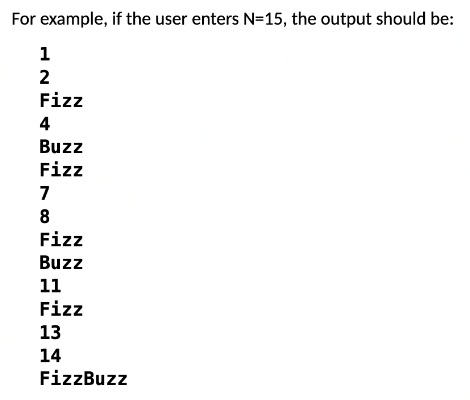 For example, if the user enters N=15, the output should be:
1
2
Fizz
4
Buzz
Fizz
7
8
Fizz
Buzz
11
Fizz
13
14
FizzBuzz